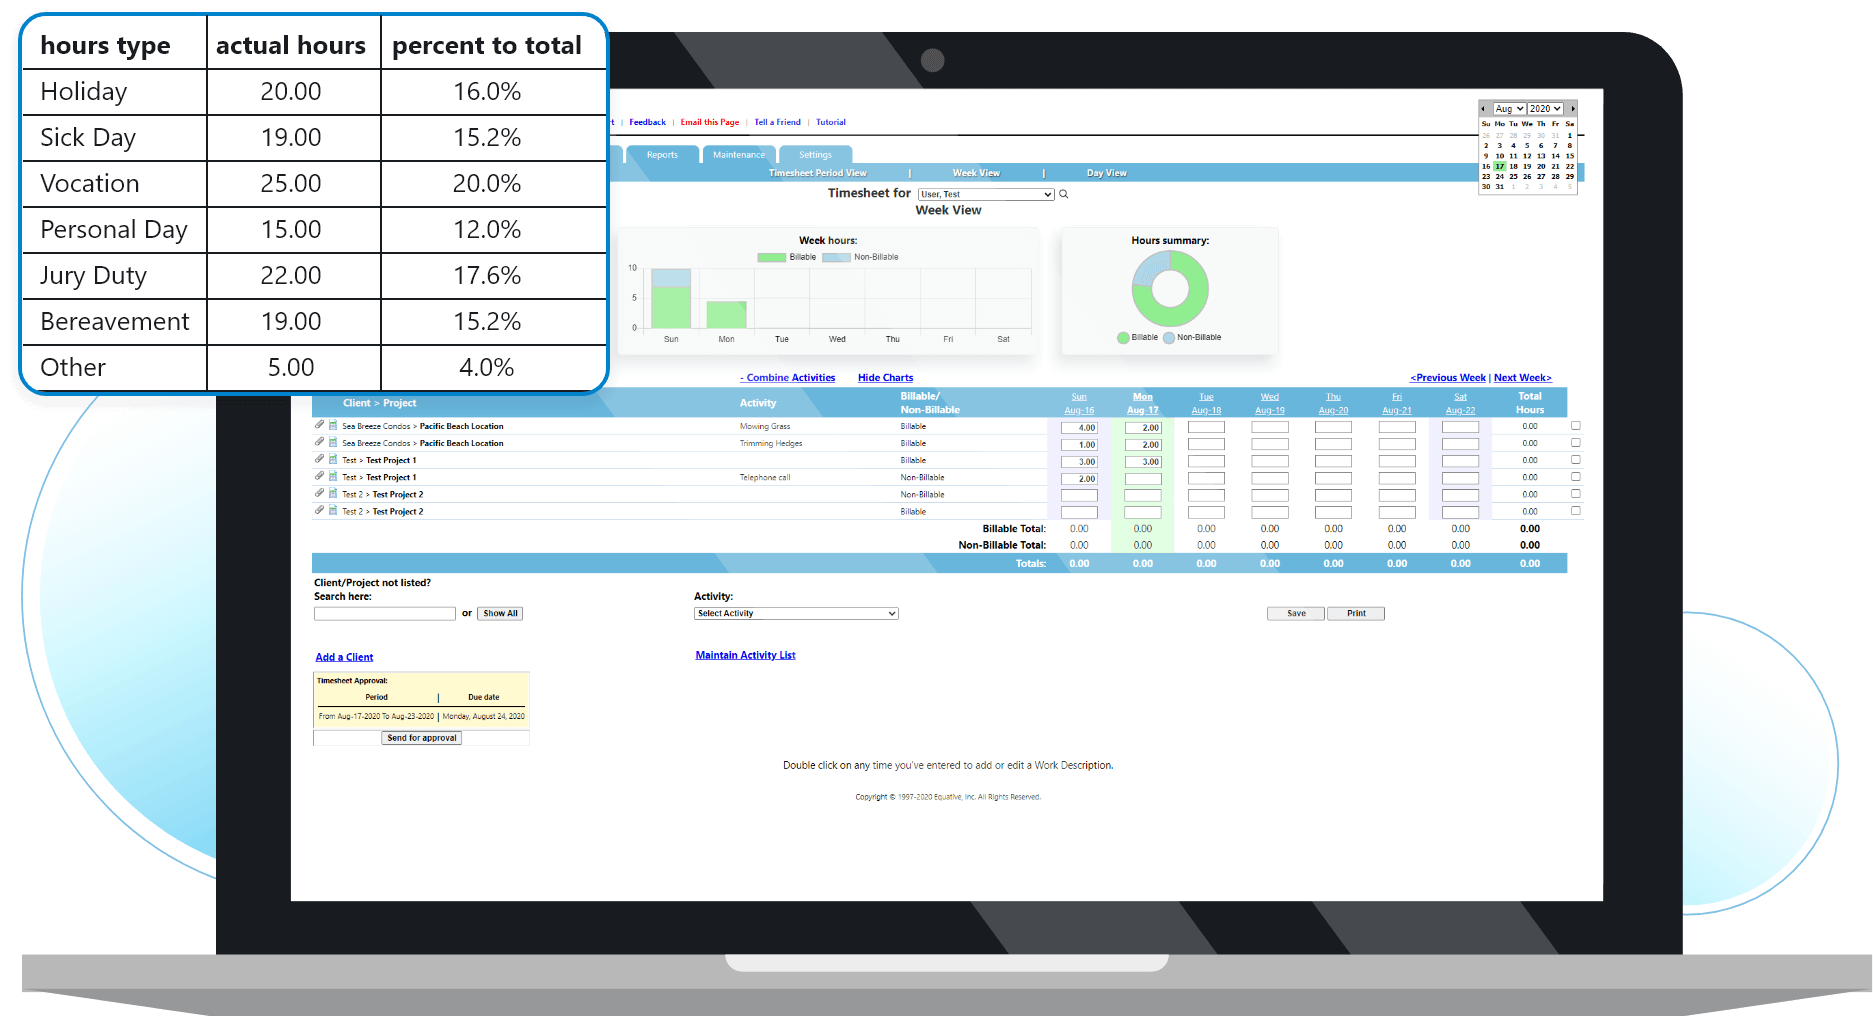 hours type actual hours percent to total
Holiday 20.00 16.0%
Sick Day 19.00 15.2%
Vocation 25.00 20.0%
Personal Day 15.00 12.0%
Jury Duty 22.00 17.6%
Bereavement 19.00 15.2%
Other 5.00 4.0%
| Feedback | Email this Page | Tell a Friend | Tutorial
Aug 2020
Su Mo Tu We Th Fr Sa
26 27 28 29 30 31 1
2 3 4 5 6 7 8
9 10 11 12 13 14 15
16 17 18 19 20 21 22
23 24 25 26 27 28 29
30 31 1 2 3 4 5
Reports Maintenance Settings
Timesheet Period View | Week View | Day View
Timesheet for User, Test
Week View
Week hours:
Billable Non-Billable
10
5
0
Sun Mon Tue Wed Thu Fri Sat
Hours summary:
Billable Non-Billable
- Combine Activities Hide Charts <Previous Week | Next Week>
Client > Project Activity Billable/ Non-Billable Sun Aug-16 Mon Aug-17 Tue Aug-18 Wed Aug-19 Thu Aug-20 Fri Aug-21 Sat Aug-22 Total Hours
Sea Breeze Condos > Pacific Beach Location Mowing Grass Billable 4.00 2.00 0.00
Sea Breeze Condos > Pacific Beach Location Trimming Hedges Billable 1.00 2.00 0.00
Test > Test Project 1 Billable 3.00 3.00 0.00
Test > Test Project 1 Telephone call Non-Billable 2.00 0.00
Test 2 > Test Project 2 Non-Billable 0.00
Test 2 > Test Project 2 Billable 0.00
Billable Total: 0.00 0.00 0.00 0.00 0.00 0.00 0.00 0.00
Non-Billable Total: 0.00 0.00 0.00 0.00 0.00 0.00 0.00 0.00
Totals: 0.00 0.00 0.00 0.00 0.00 0.00 0.00 0.00
Client/Project not listed?
Search here: Activity:
or Show All Select Activity Save Print
Add a Client Maintain Activity List
Timesheet Approval:
Period | Due date
From Aug-17-2020 To Aug-23-2020 | Monday, August 24, 2020
Send for approval
Double click on any time you've entered to add or edit a Work Description.
Copyright © 1997-2020 Equative, Inc. All Rights Reserved.